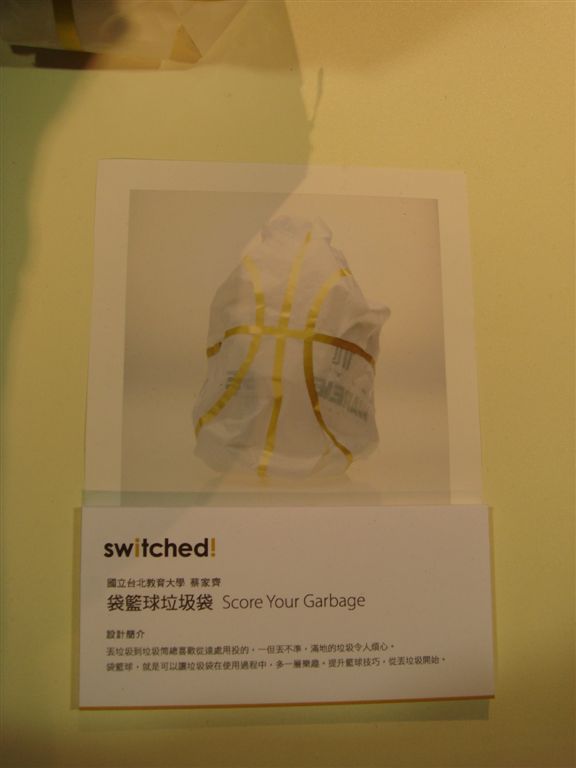 switched!
國立台北教育大學 蔡家齊
袋籃球垃圾袋 Score Your Garbage
設計簡介
丟垃圾到垃圾筒總喜歡從遠處用投的，一但丟不準，滿地的垃圾令人煩心。
袋籃球，就是可以讓垃圾袋在使用過程中，多一層樂趣。提升籃球技巧，從丟垃圾開始。